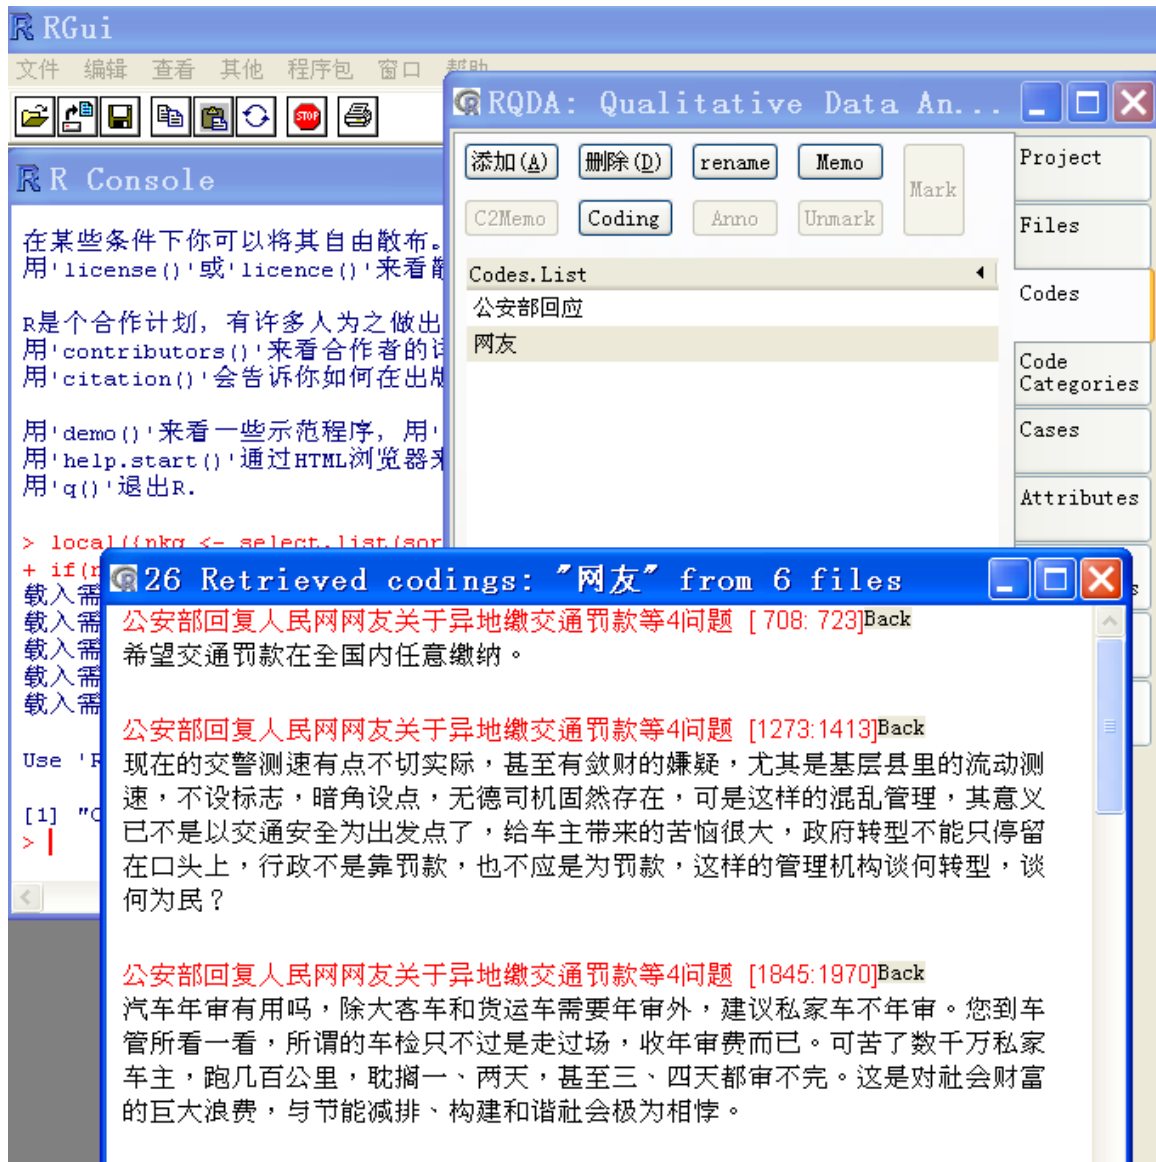 RGui
文件 编辑 查看 其他 程序包 窗口 帮助
RQDA: Qualitative Data An...
添加(A) 删除(D) rename Memo
Mark
C2Memo Coding Anno Unmark
Codes.List
公安部回应
网友
Project
Files
Codes
Code
Categories
Cases
Attributes
R Console
在某些条件下你可以将其自由散布。
用'license()'或'licence()'来看散
R是个合作计划，有许多人为之做出
用'contributors()'来看合作者的详
用'citation()'会告诉你如何在出版
用'demo()'来看一些示范程序，用'
用'help.start()'通过HTML浏览器来
用'q()'退出R.
> local({pkg <- select.list(sor
+ if(n
载入需
载入需
载入需
载入需
载入需
Use 'R
[1] "C
>
26 Retrieved codings: "网友" from 6 files
公安部回复人民网网友关于异地缴交通罚款等4问题 [ 708: 723]Back
希望交通罚款在全国内任意缴纳。
公安部回复人民网网友关于异地缴交通罚款等4问题 [1273:1413]Back
现在的交警测速有点不切实际，甚至有敛财的嫌疑，尤其是基层县里的流动测
速，不设标志，暗角设点，无德司机固然存在，可是这样的混乱管理，其意义
已不是以交通安全为出发点了，给车主带来的苦恼很大，政府转型不能只停留
在口头上，行政不是靠罚款，也不应是为罚款，这样的管理机构谈何转型，谈
何为民？
公安部回复人民网网友关于异地缴交通罚款等4问题 [1845:1970]Back
汽车年审有用吗，除大客车和货运车需要年审外，建议私家车不年审。您到车
管所看一看，所谓的车检只不过是走过场，收年审费而已。可苦了数千万私家
车主，跑几百公里，耽搁一、两天，甚至三、四天都审不完。这是对社会财富
的巨大浪费，与节能减排、构建和谐社会极为相悖。